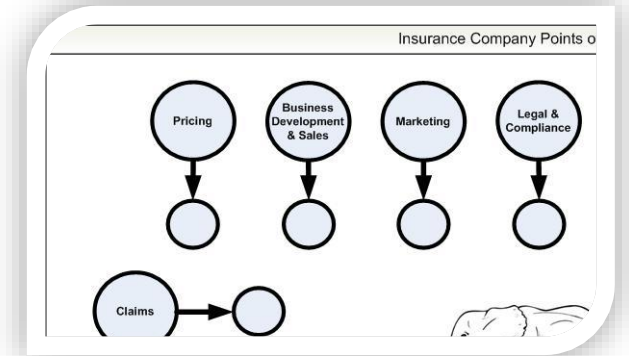 Insurance Company Points o
Pricing
Business
Development
& Sales
Marketing
Legal &
Compliance
Claims